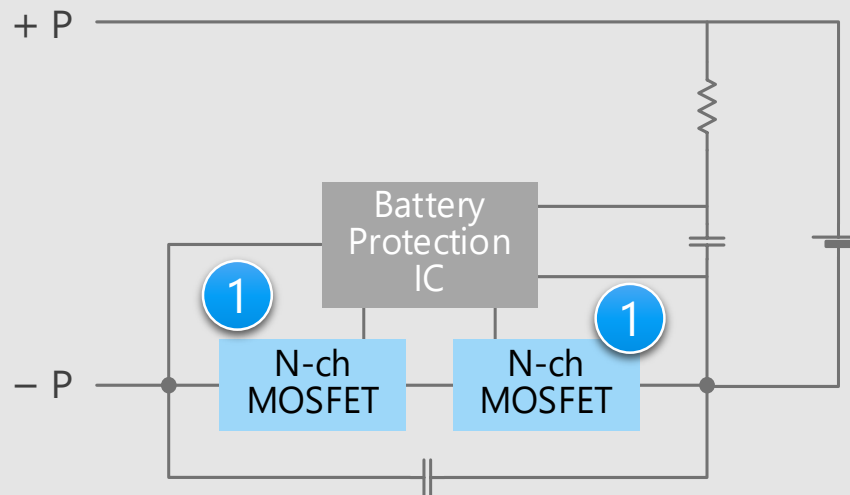 + P
Battery
Protection
IC
1
1
N-ch
MOSFET
N-ch
MOSFET
− P